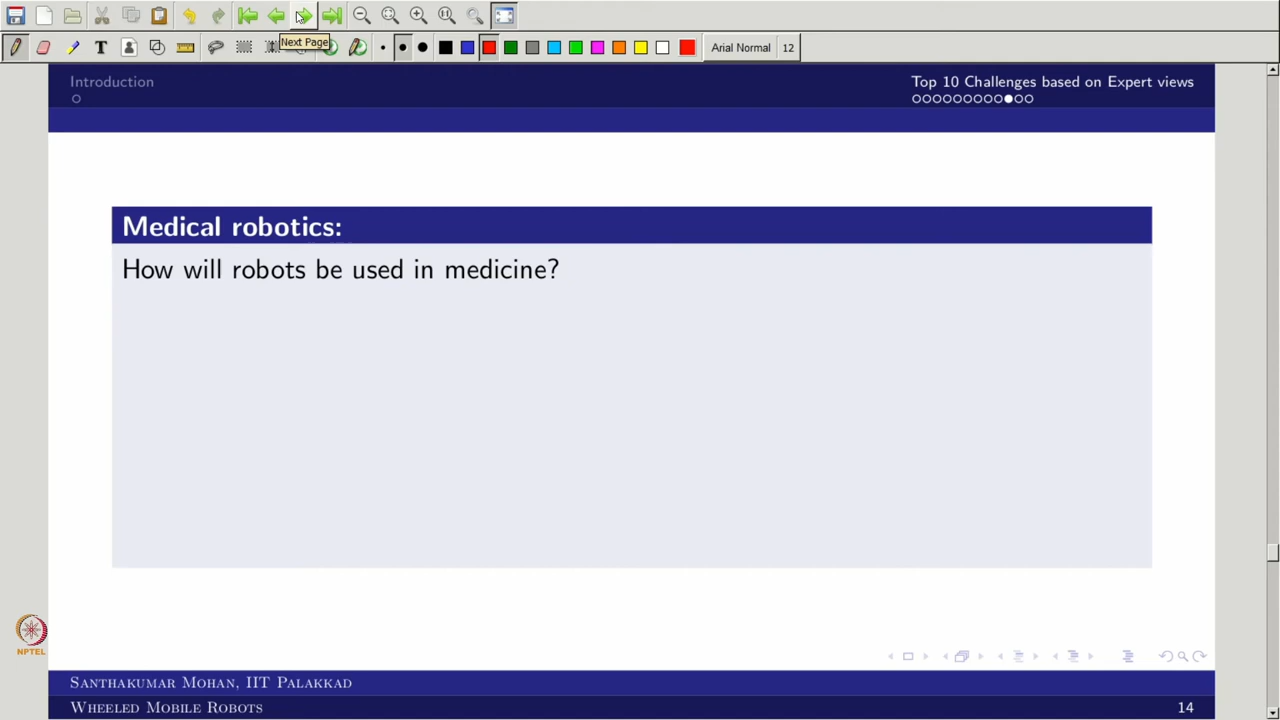 Next Page
T
Arial Normal 12
Introduction
Top 10 Challenges based on Expert views
Medical robotics:
How will robots be used in medicine?
NPTEL
Santhakumar Mohan, IIT Palakkad
Wheeled Mobile Robots
14